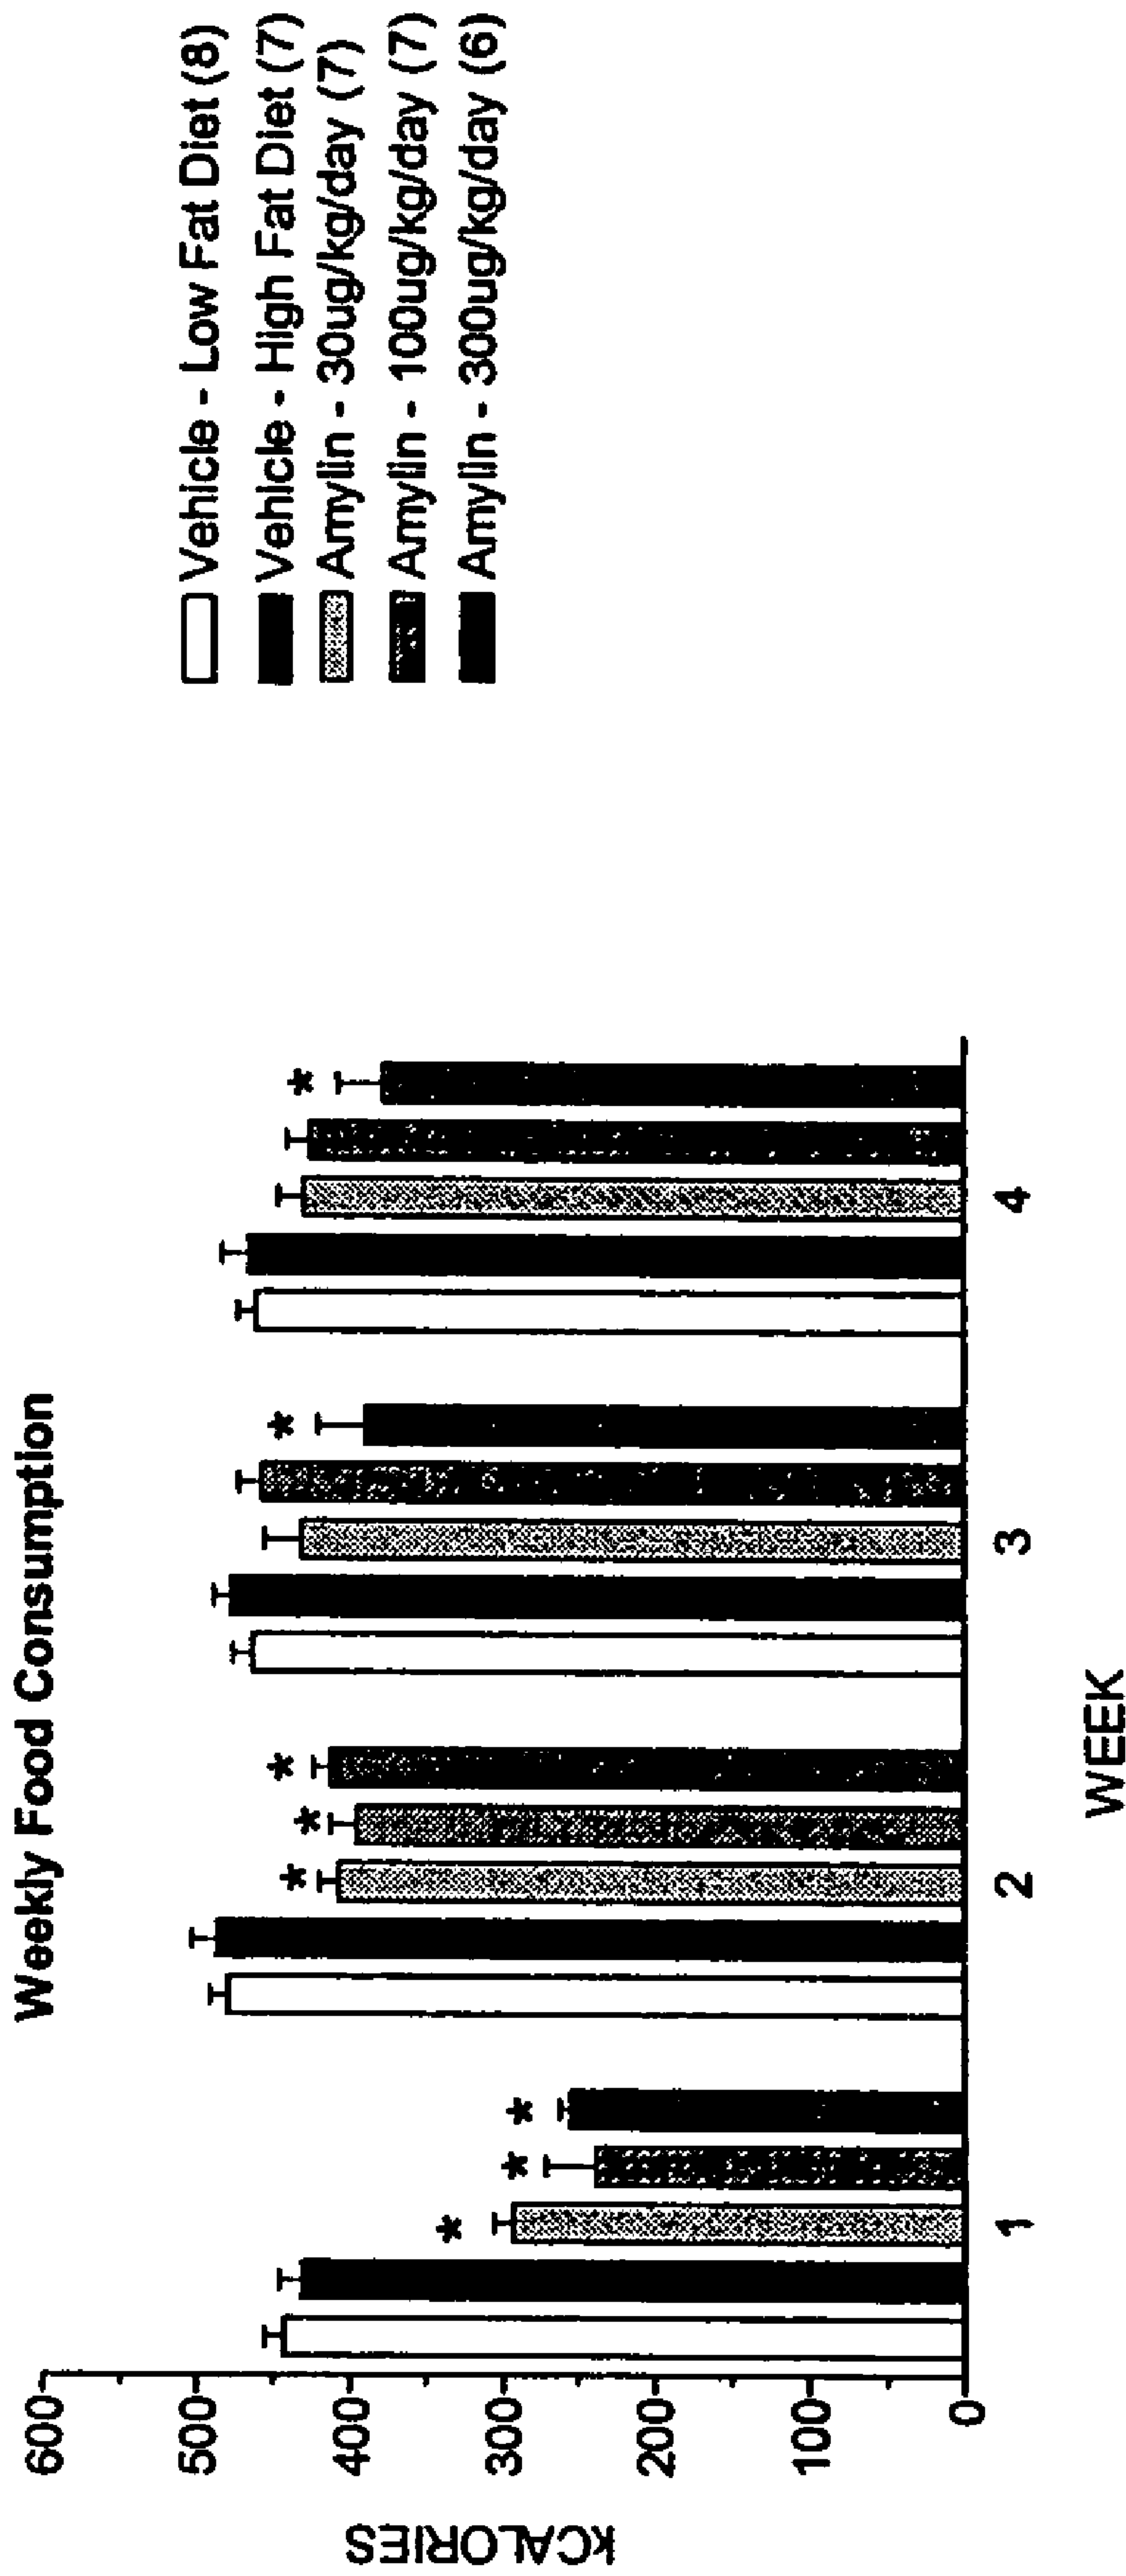 Weekly Food Consumption
Vehicle - Low Fat Diet (8)
Vehicle - High Fat Diet (7)
Amylin - 30ug/kg/day (7)
Amylin - 100ug/kg/day (7)
Amylin - 300ug/kg/day (6)
kCALORIES
600
500
400
300
200
100
0
* * *
* * *
*
*
1 2 3 4
WEEK